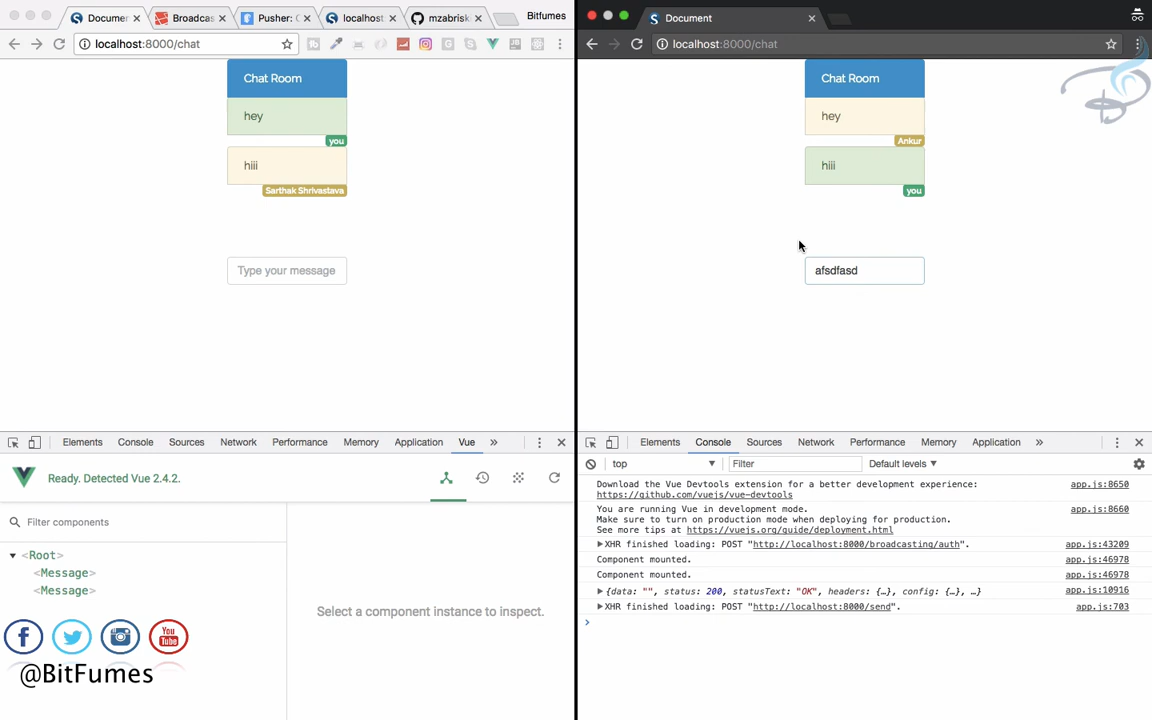 Documen
Broadcas
Pusher: C
localhost
mzabrisk
Bitfumes
localhost:8000/chat
Chat Room
hey
you
hiii
Sarthak Shrivastava
Type your message
Elements Console Sources Network Performance Memory Application Vue »
Ready. Detected Vue 2.4.2.
Filter components
<Root>
<Message>
<Message>
Select a component instance to inspect.
@BitFumes
You
Tube
Document
localhost:8000/chat
Chat Room
hey
Ankur
hiii
you
afsdfasd
Elements Console Sources Network Performance Memory Application »
top Filter Default levels
Download the Vue Devtools extension for a better development experience: app.js:8650
https://github.com/vuejs/vue-devtools
You are running Vue in development mode. app.js:8660
Make sure to turn on production mode when deploying for production.
See more tips at https://vuejs.org/guide/deployment.html
XHR finished loading: POST "http://localhost:8000/broadcasting/auth". app.js:43209
Component mounted. app.js:46978
Component mounted. app.js:46978
{data: "", status: 200, statusText: "OK", headers: {…}, config: {…}, …} app.js:10916
XHR finished loading: POST "http://localhost:8000/send". app.js:703